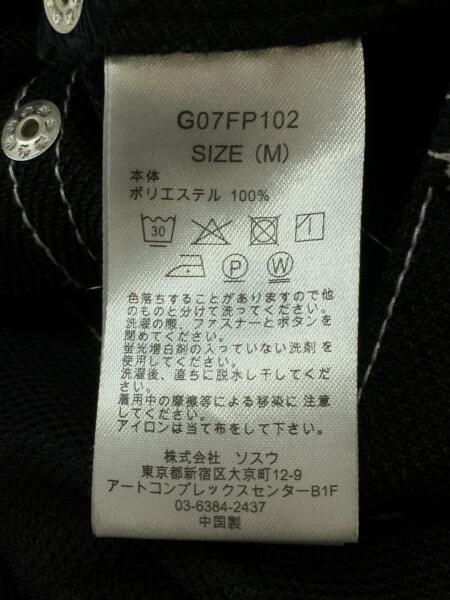 G07FP102
SIZE (M)
本体
ポリエステル 100%
30
P
W
色落ちすることがありますので他
のものと分けて洗ってください。
洗濯の際、ファスナーとボタンを
閉めてください。
蛍光増白剤の入っていない洗剤 を
使用してください。
洗濯後、直ちに脱水し干してくだ
さい。
着用中の摩擦等による移染に 注意
してください。
アイロンは当て布をして下さい。
株式会社 ソスウ
東京都新宿区大京町12-9
アートコンプレックスセンターB1F
03-6384-2437
中国製